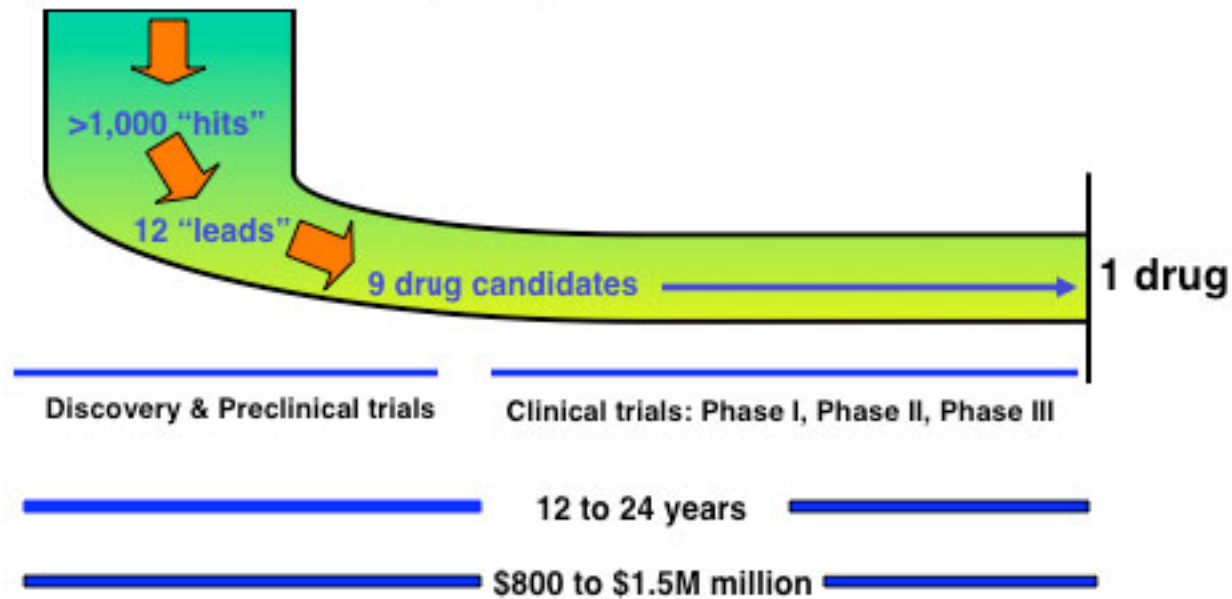 >1,000 “hits”
12 “leads”
9 drug candidates
1 drug
Discovery & Preclinical trials
Clinical trials: Phase I, Phase II, Phase III
12 to 24 years
$800 to $1.5M million